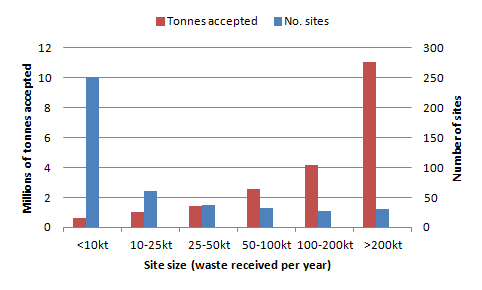 Tonnes accepted No. sites
12 300
10 250
8 200
6 150
4 100
2 50
0 0
Millions of tonnes accepted
Number of sites
<10kt 10-25kt 25-50kt 50-100kt 100-200kt >200kt
Site size (waste received per year)